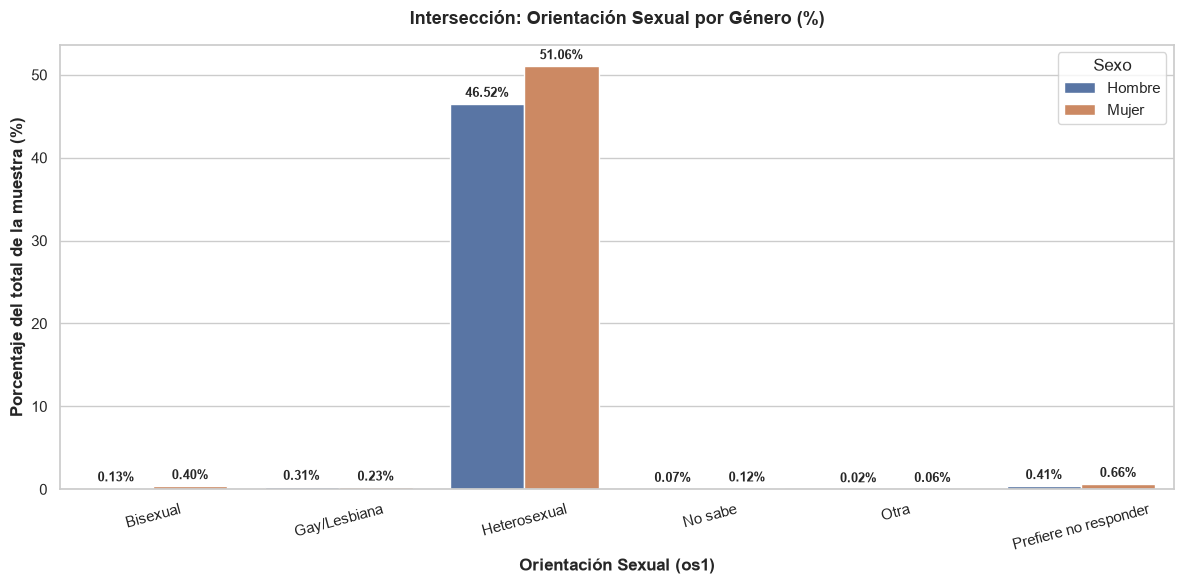 Intersección: Orientación Sexual por Género (%)
Porcentaje del total de la muestra (%)
50
40
30
20
10
0
0.13%
0.40%
0.31%
0.23%
46.52%
51.06%
0.07%
0.12%
0.02%
0.06%
0.41%
0.66%
Sexo
Hombre
Mujer
Bisexual
Gay/Lesbiana
Heterosexual
No sabe
Otra
Prefiere no responder
Orientación Sexual (os1)